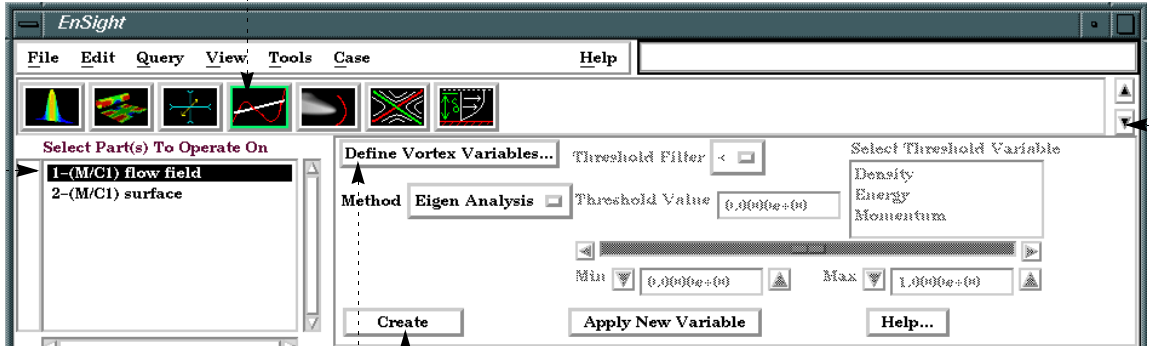 EnSight
File Edit Query View Tools Case Help
δ
Select Part(s) To Operate On
1-(M/C1) flow field
2-(M/C1) surface
Define Vortex Variables...
Threshold Filter <
Select Threshold Variable
Density
Energy
Momentum
Method Eigen Analysis
Threshold Value 0.0000e+00
Min 0.0000e+00 Max 1.0000e+00
Create Apply New Variable Help...